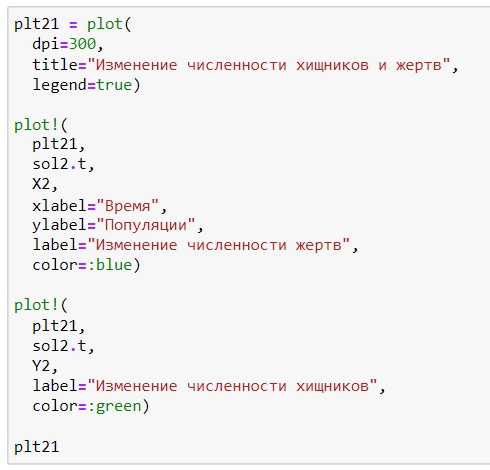 plt21 = plot(
  dpi=300,
  title="Изменение численности хищников и жертв",
  legend=true)

plot!(
  plt21,
  sol2.t,
  X2,
  xlabel="Время",
  ylabel="Популяции",
  label="Изменение численности жертв",
  color=:blue)

plot!(
  plt21,
  sol2.t,
  Y2,
  label="Изменение численности хищников",
  color=:green)

plt21